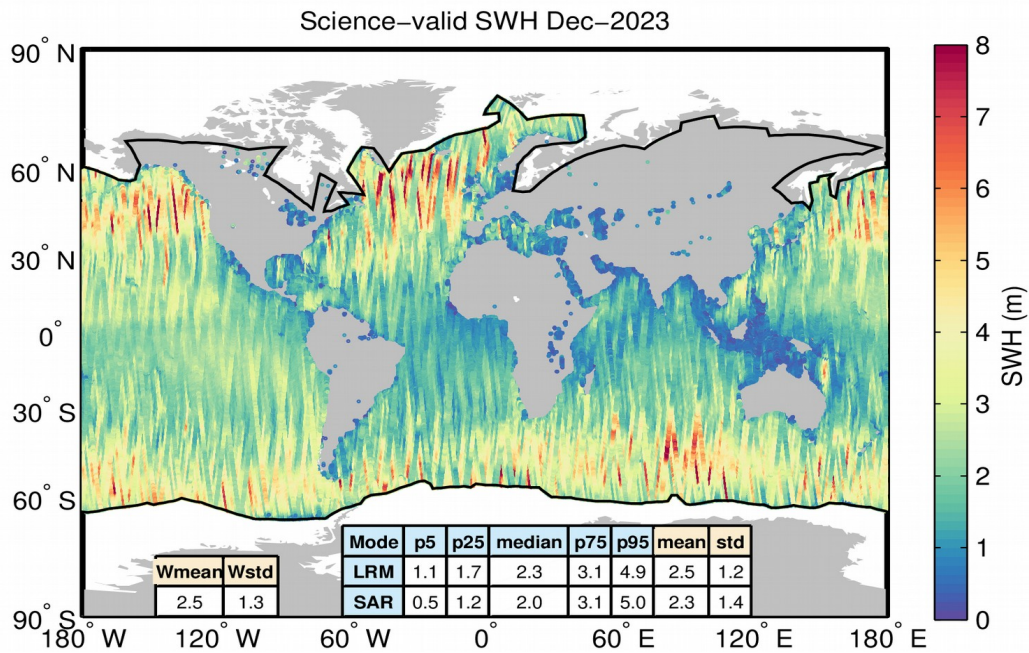 Science−valid SWH Dec−2023
90° N
60° N
30° N
0°
30° S
60° S
90° S
180° W
120° W
60° W
0°
60° E
120° E
180° E
8
7
6
5
4
3
2
1
0
SWH (m)
Wmean Wstd
2.5 1.3
Mode p5 p25 median p75 p95 mean std
LRM 1.1 1.7 2.3 3.1 4.9 2.5 1.2
SAR 0.5 1.2 2.0 3.1 5.0 2.3 1.4